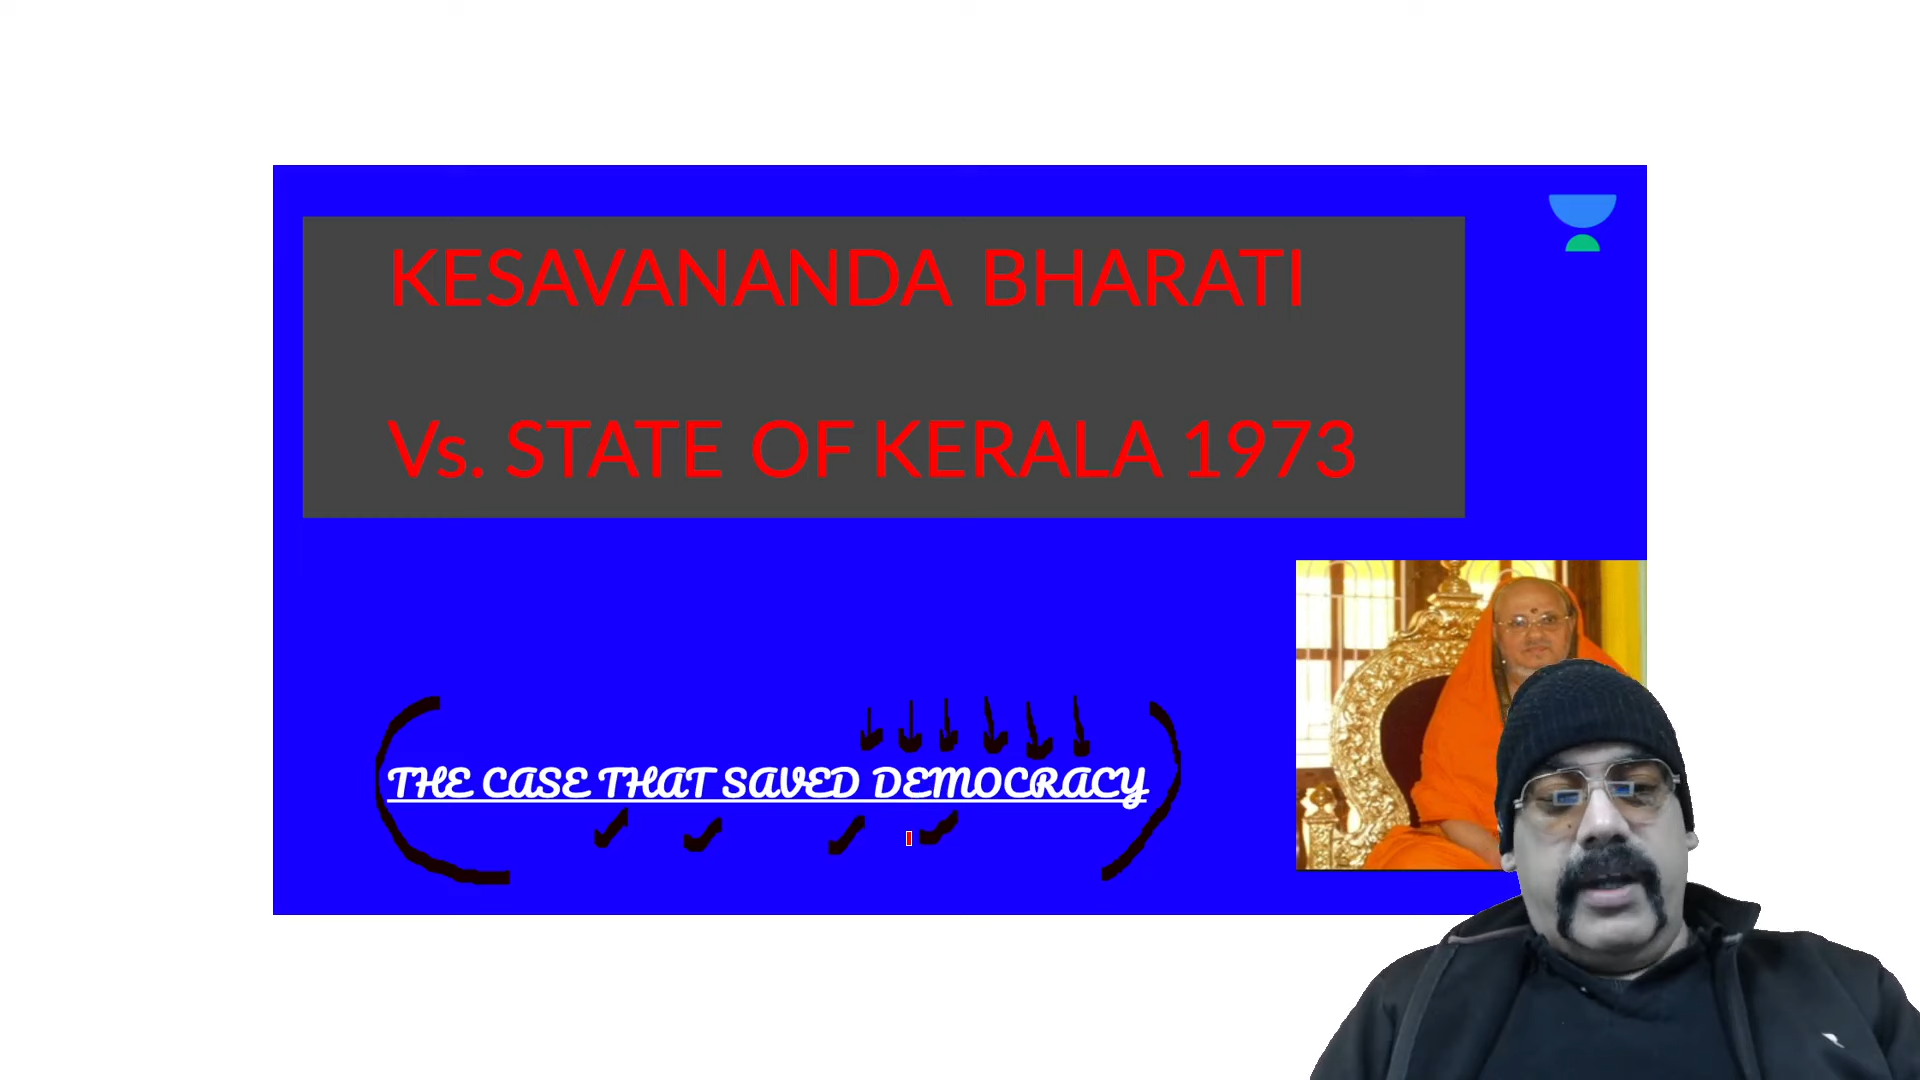 KESAVANANDA BHARATI
Vs. STATE OF KERALA 1973
THE CASE THAT SAVED DEMOCRACY